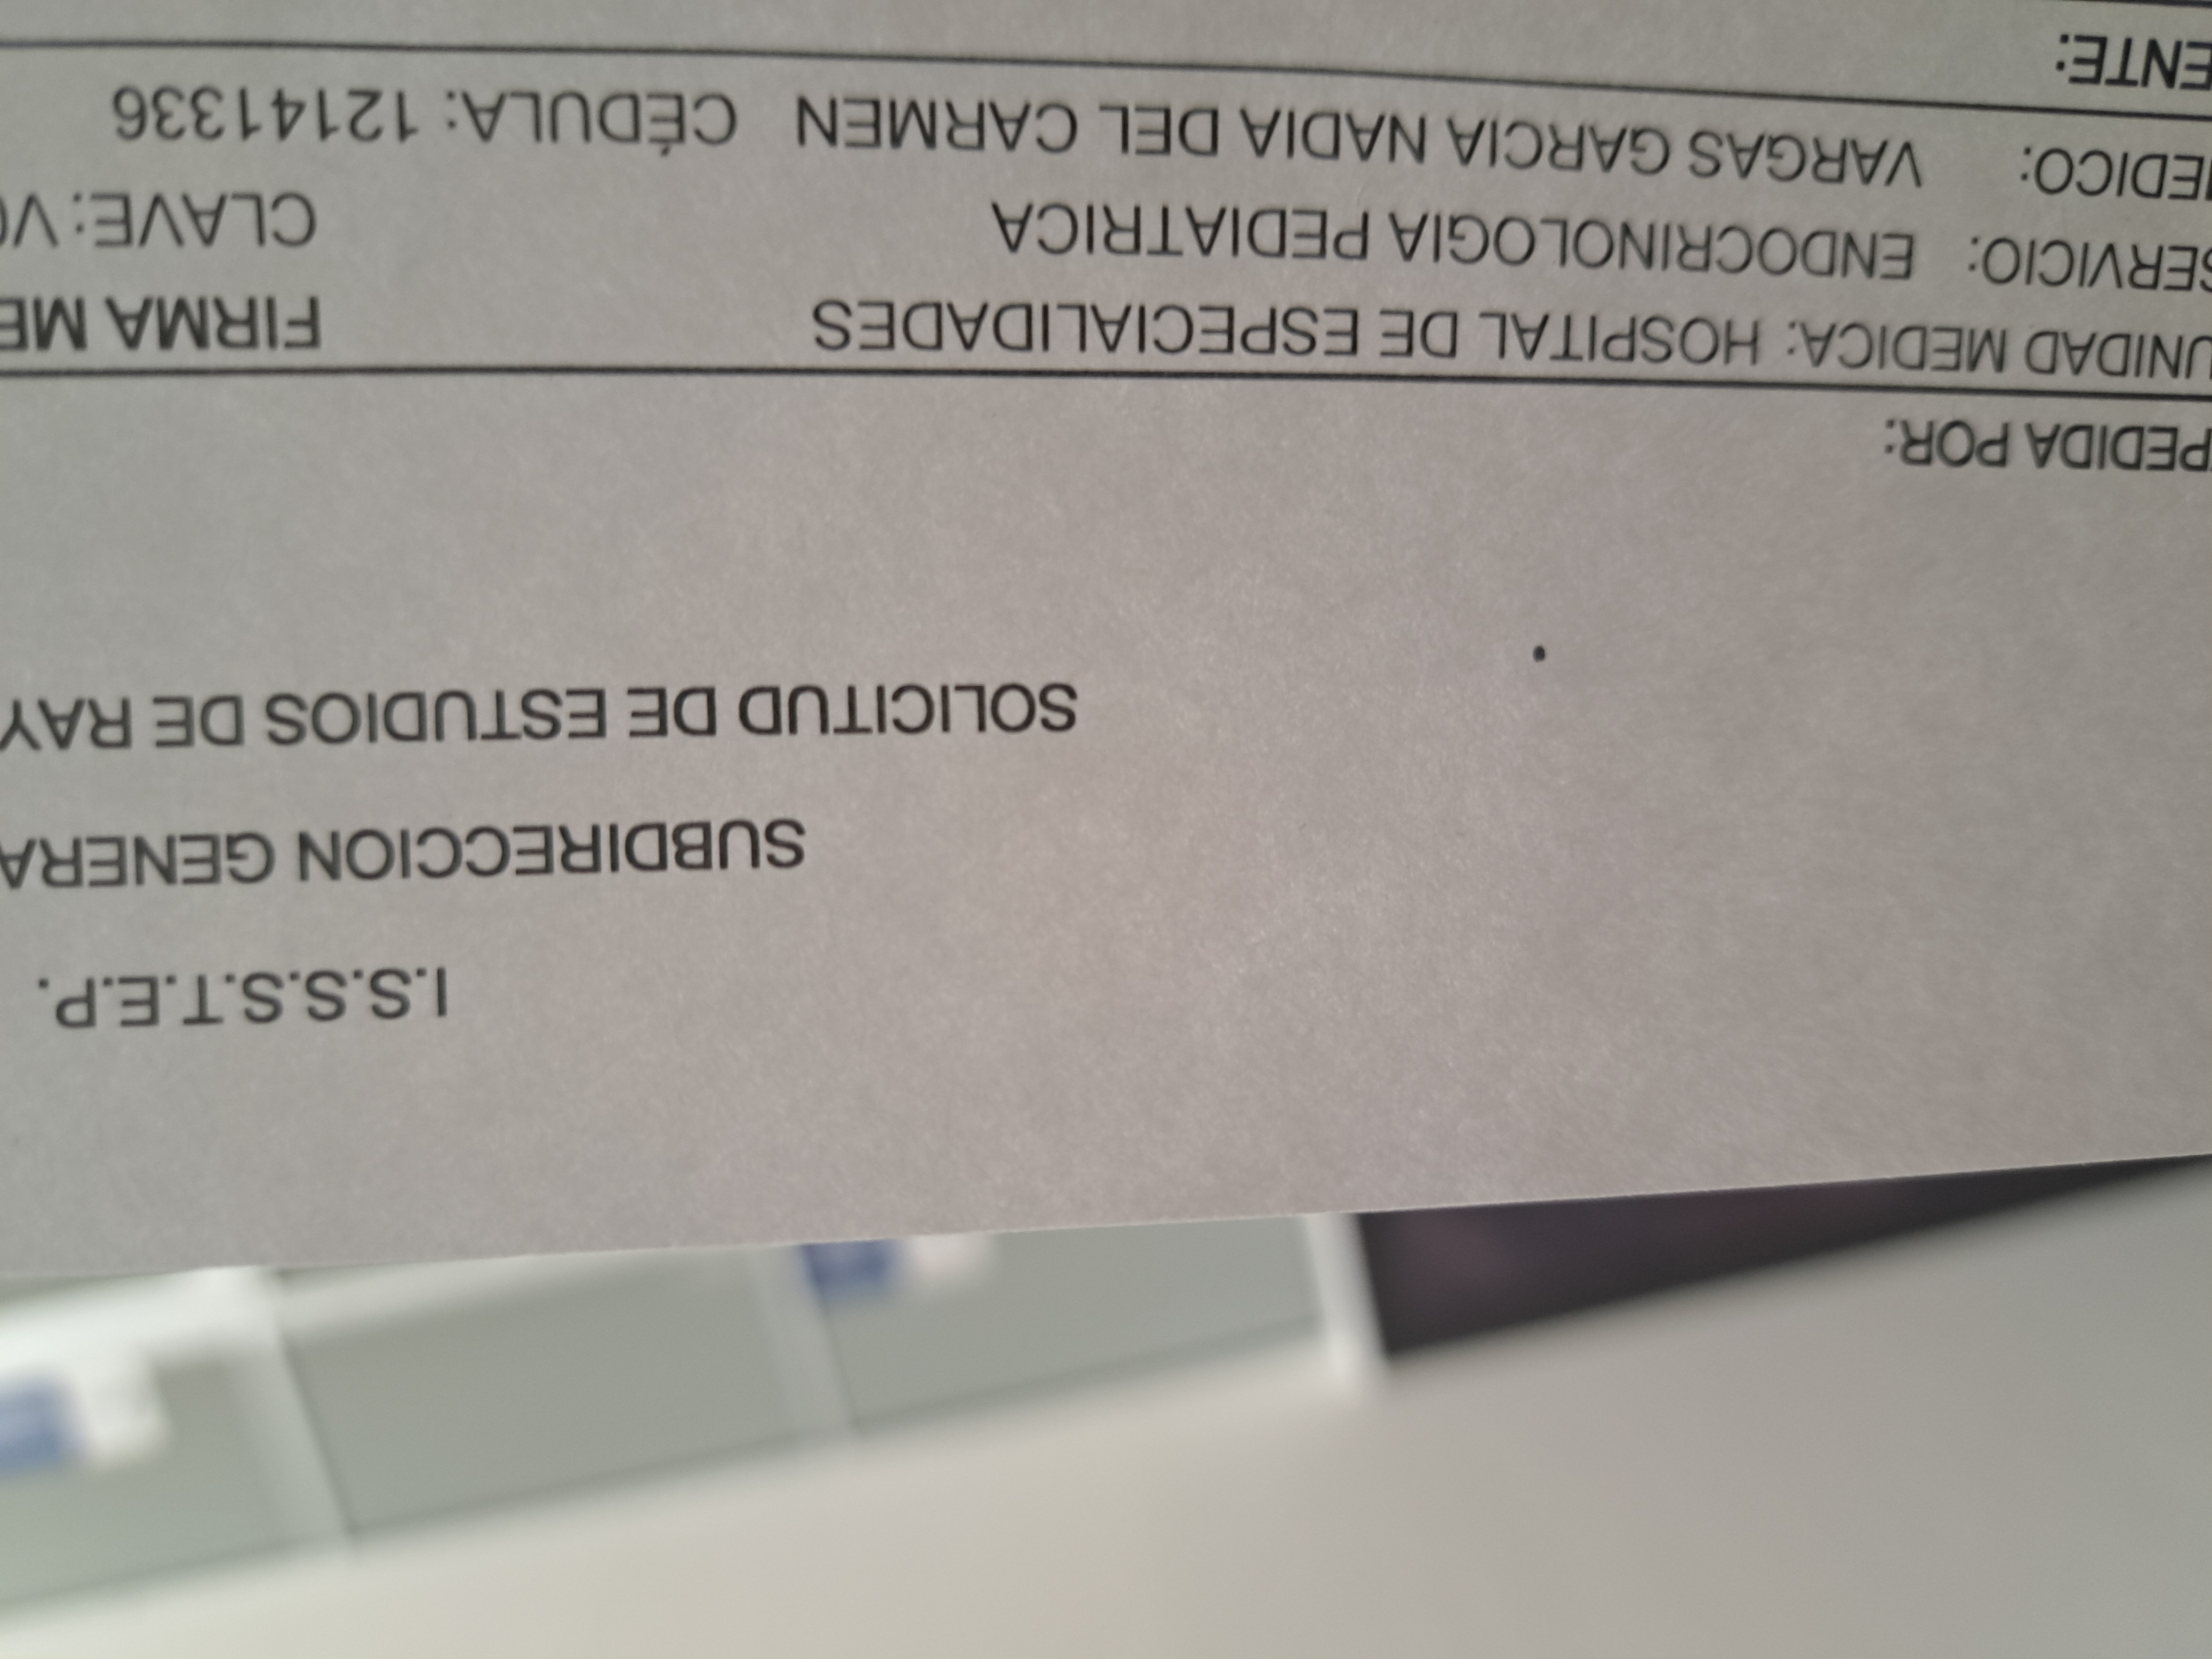 I.S.S.S.T.E.P.
SUBDIRECCION GENERA
SOLICITUD DE ESTUDIOS DE RAY
PEDIDA POR:
UNIDAD MEDICA: HOSPITAL DE ESPECIALIDADES FIRMA ME
SERVICIO: ENDOCRINOLOGIA PEDIATRICA CLAVE: V
EDICO: VARGAS GARCIA NADIA DEL CARMEN CÉDULA: 12141336
ENTE: